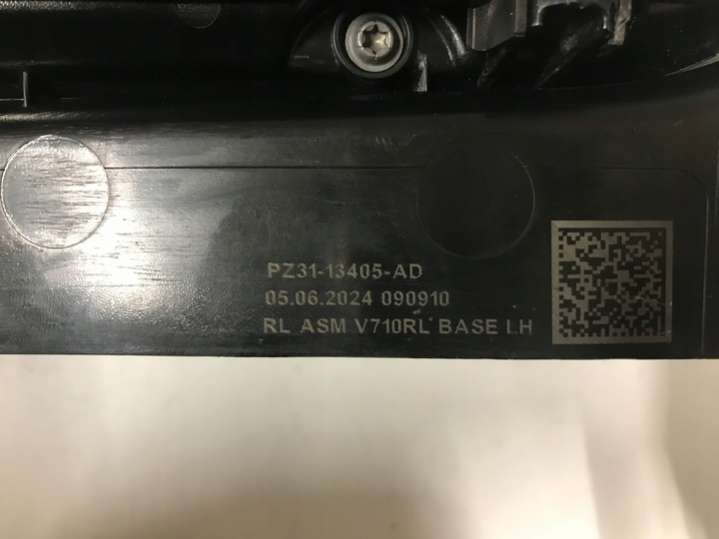 PZ31-13405-AD
05.06.2024 090910
RL ASM V710RL BASE LH